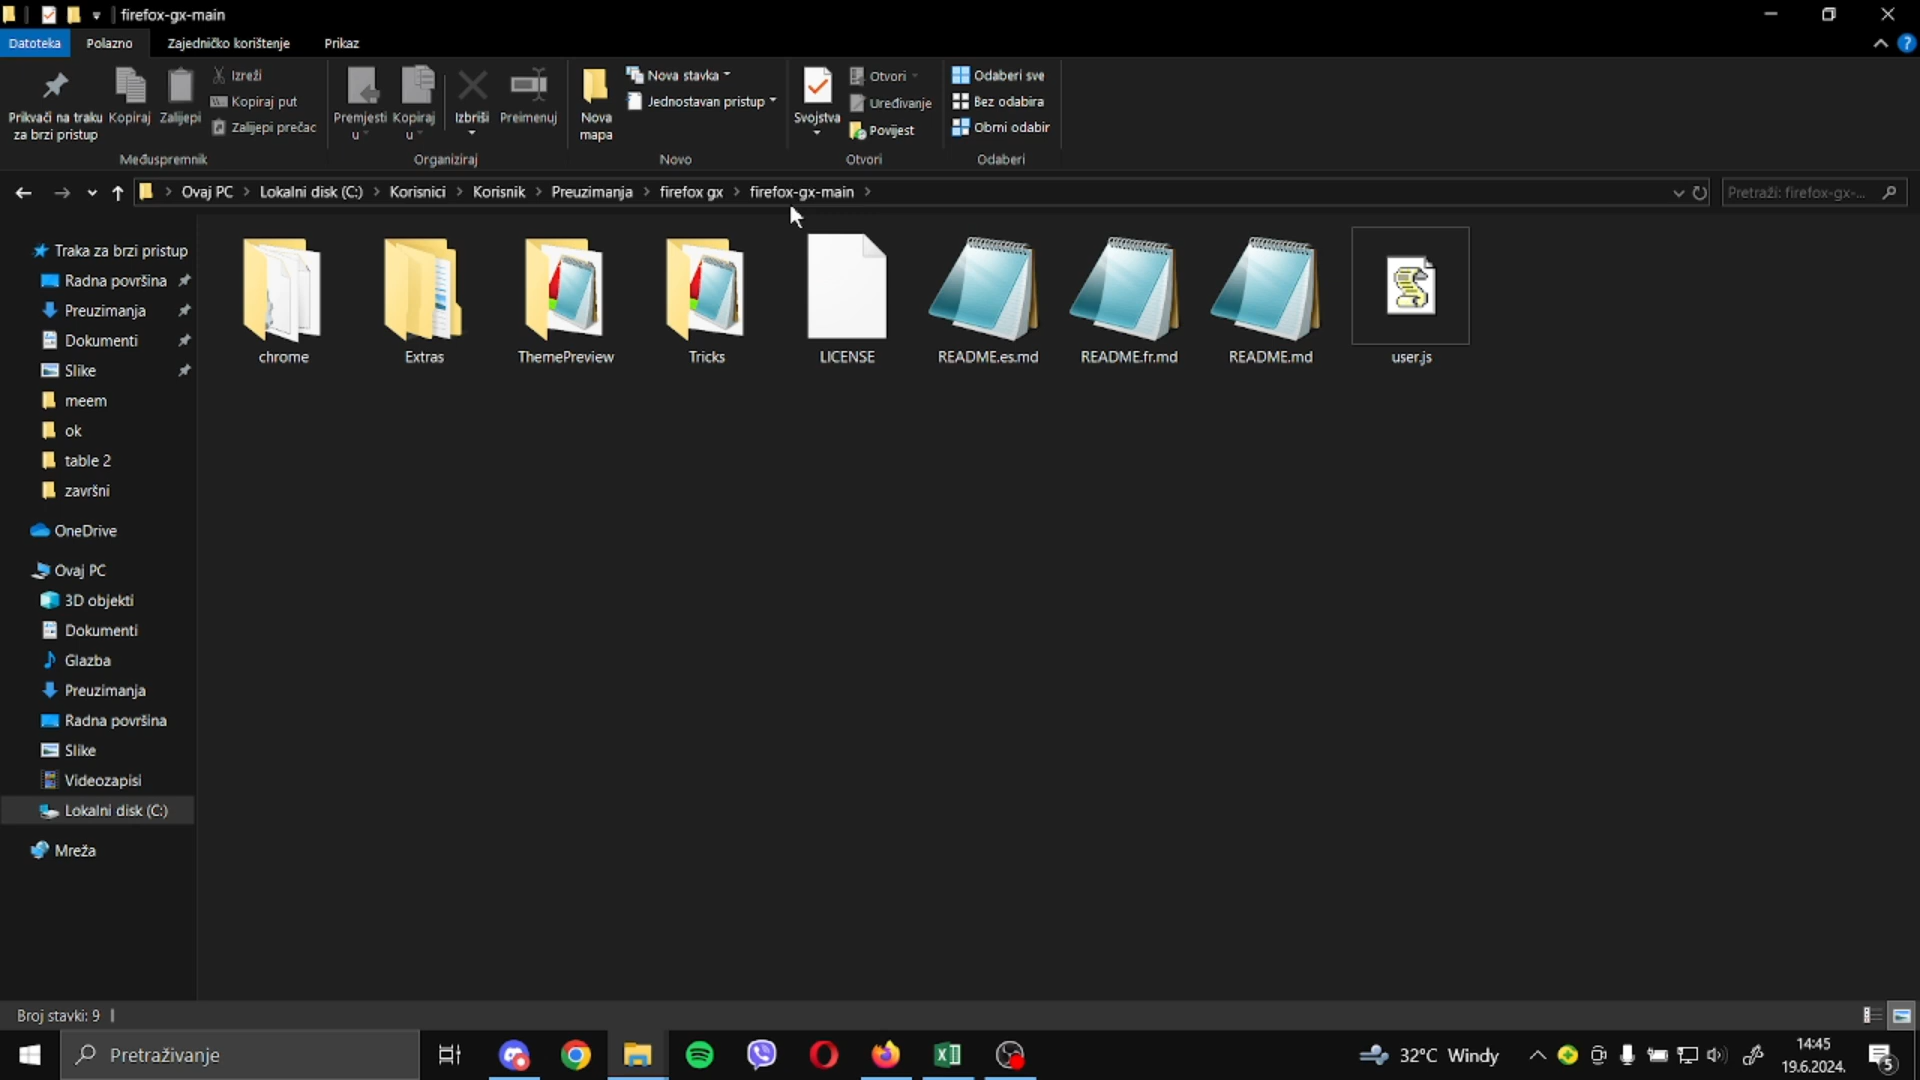 firefox-gx-main
Datoteka Polazno Zajedničko korištenje Prikaz
Prikvači na traku za brzi pristup
Kopiraj
Zalijepi
Izreži
Kopiraj put
Zalijepi prečac
Međuspremnik
Premjesti u
Kopiraj u
Izbriši
Preimenuj
Organiziraj
Nova mapa
Nova stavka
Jednostavan pristup
Novo
Svojstva
Otvori
Uređivanje
Povijest
Otvori
Odaberi sve
Bez odabira
Obrni odabir
Odaberi
Ovaj PC > Lokalni disk (C:) > Korisnici > Korisnik > Preuzimanja > firefox gx > firefox-gx-main >
Pretraži: firefox-gx-...
Traka za brzi pristup
Radna površina
Preuzimanja
Dokumenti
Slike
meem
ok
table 2
završni
OneDrive
Ovaj PC
3D objekti
Dokumenti
Glazba
Preuzimanja
Radna površina
Slike
Videozapisi
Lokalni disk (C:)
Mreža
chrome
Extras
ThemePreview
Tricks
LICENSE
README.es.md
README.fr.md
README.md
user.js
Broj stavki: 9
Pretraživanje
32°C Windy
14:45
19.6.2024.
5